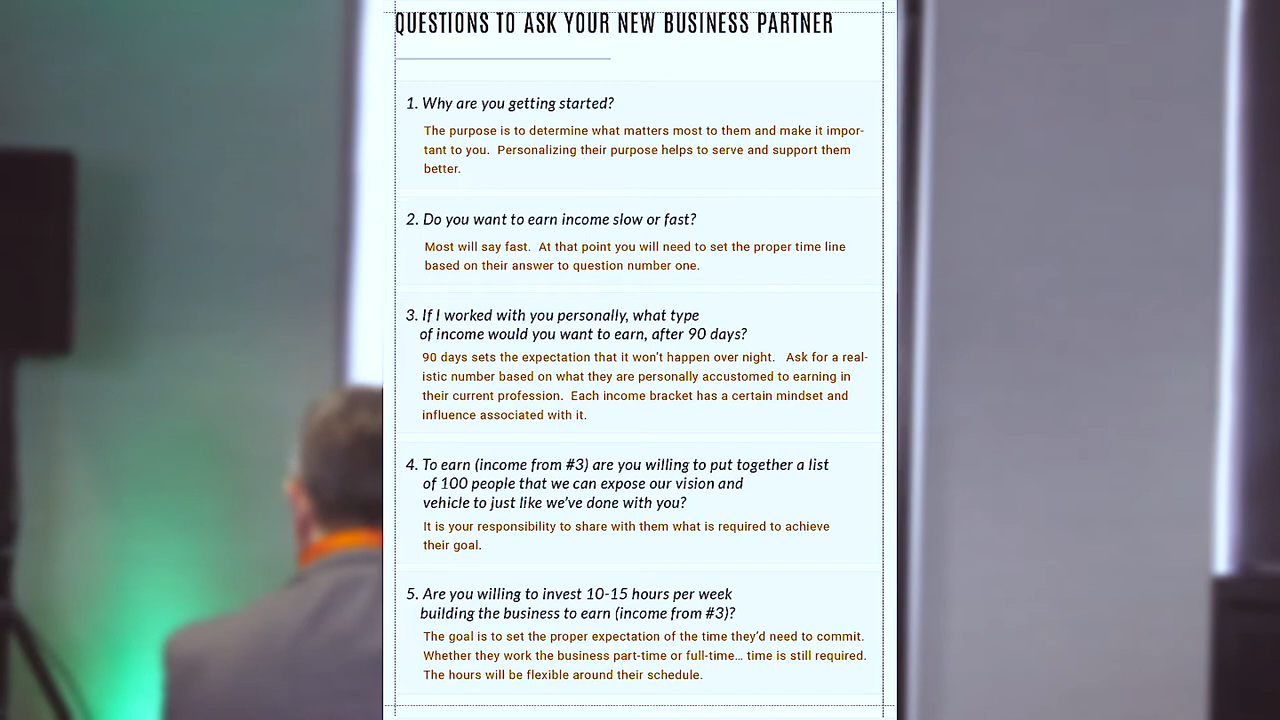 QUESTIONS TO ASK YOUR NEW BUSINESS PARTNER
1. Why are you getting started?
The purpose is to determine what matters most to them and make it impor-
tant to you. Personalizing their purpose helps to serve and support them
better.
2. Do you want to earn income slow or fast?
Most will say fast. At that point you will need to set the proper time line
based on their answer to question number one.
3. If I worked with you personally, what type
of income would you want to earn, after 90 days?
90 days sets the expectation that it won't happen over night. Ask for a real-
istic number based on what they are personally accustomed to earning in
their current profession. Each income bracket has a certain mindset and
influence associated with it.
4. To earn (income from #3) are you willing to put together a list
of 100 people that we can expose our vision and
vehicle to just like we've done with you?
It is your responsibility to share with them what is required to achieve
their goal.
5. Are you willing to invest 10-15 hours per week
building the business to earn (income from #3)?
The goal is to set the proper expectation of the time they'd need to commit.
Whether they work the business part-time or full-time... time is still required.
The hours will be flexible around their schedule.